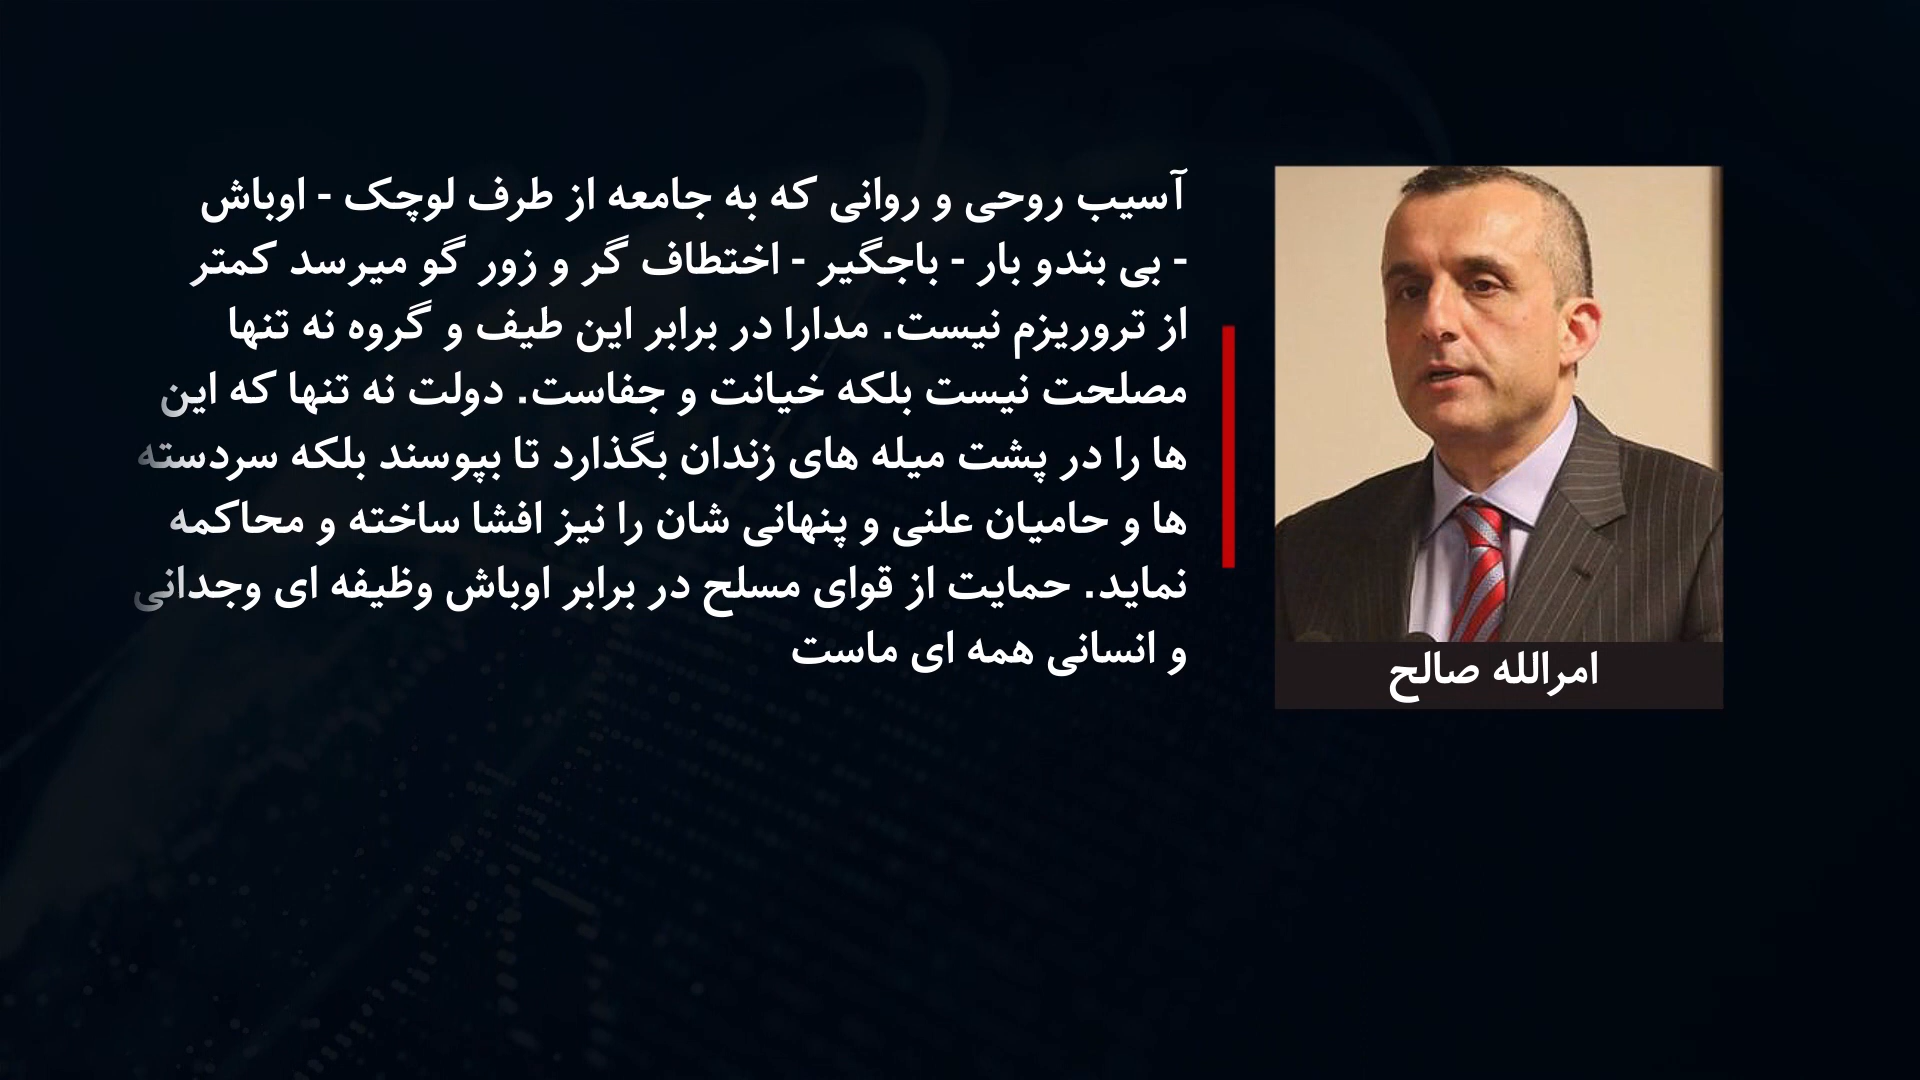 آسیب روحی و روانی که به جامعه از طرف لوچک - اوباش
- بی بندو بار - باجگیر - اختطاف گر و زور گو میرسد کمتر
از تروریزم نیست. مدارا در برابر این طیف و گروه نه تنها
مصلحت نیست بلکه خیانت و جفاست. دولت نه تنها که این
ها را در پشت میله های زندان بگذارد تا بپوسند بلکه سردسته
ها و حامیان علنی و پنهانی شان را نیز افشا ساخته و محاکمه
نماید. حمایت از قوای مسلح در برابر اوباش وظیفه ای وجدانی
و انسانی همه ای ماست
امرالله صالح